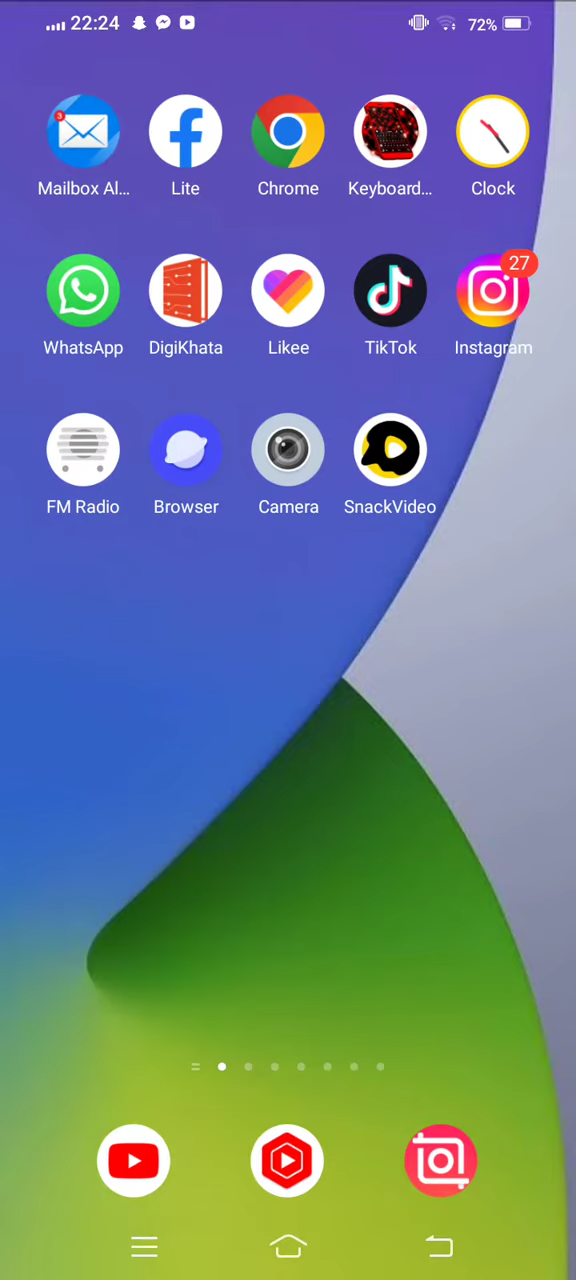 22:24 72%
3
Mailbox Al... Lite Chrome Keyboard... Clock
27
WhatsApp DigiKhata Likee TikTok Instagram
FM Radio Browser Camera SnackVideo